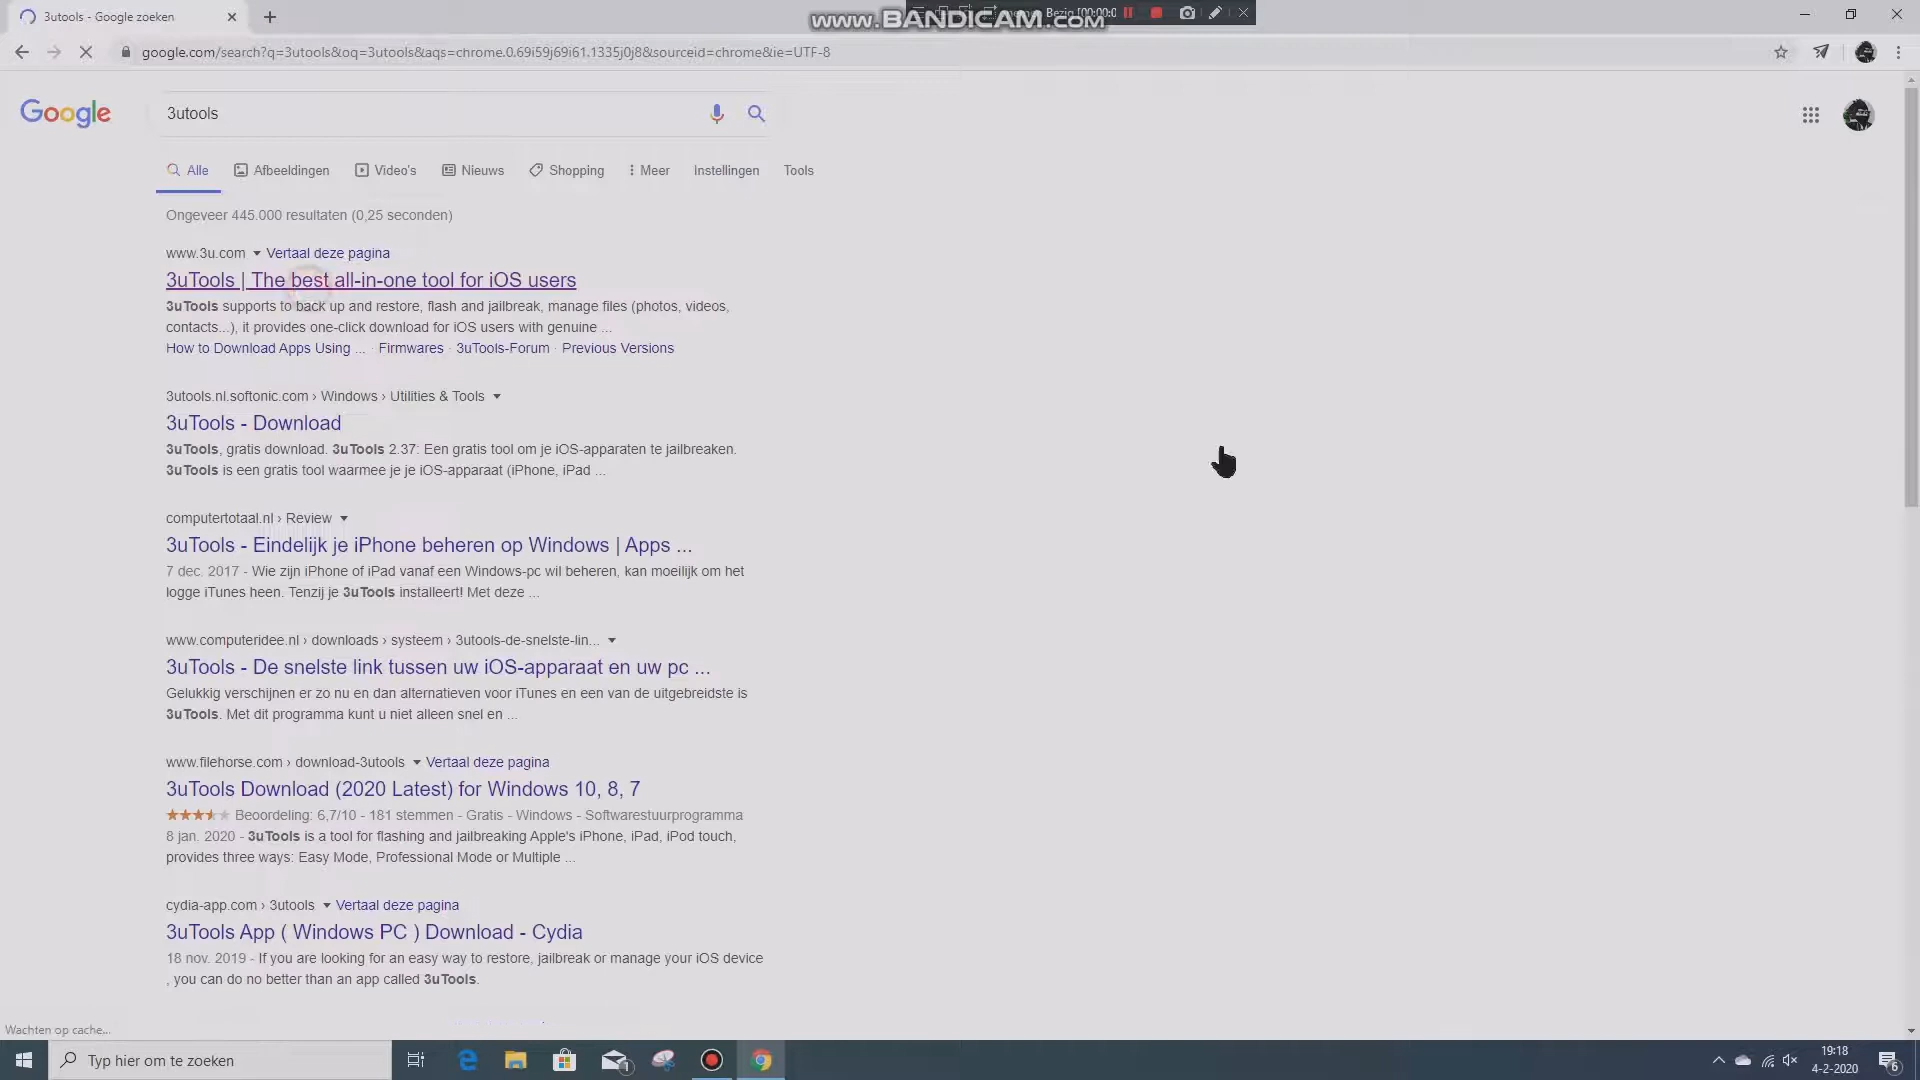 3utools - Google zoeken
www.BANDICAM.com
Bezig [00:00:0
google.com/search?q=3utools&oq=3utools&aqs=chrome.0.69i59j69i61.1335j0j8&sourceid=chrome&ie=UTF-8
Google
3utools
Alle Afbeeldingen Video's Nieuws Shopping Meer Instellingen Tools
Ongeveer 445.000 resultaten (0,25 seconden)
www.3u.com Vertaal deze pagina
3uTools | The best all-in-one tool for iOS users
3uTools supports to back up and restore, flash and jailbreak, manage files (photos, videos,
contacts...), it provides one-click download for iOS users with genuine ...
How to Download Apps Using ... · Firmwares · 3uTools-Forum · Previous Versions
3utools.nl.softonic.com › Windows › Utilities & Tools
3uTools - Download
3uTools, gratis download. 3uTools 2.37: Een gratis tool om je iOS-apparaten te jailbreaken.
3uTools is een gratis tool waarmee je je iOS-apparaat (iPhone, iPad ...
computertotaal.nl › Review
3uTools - Eindelijk je iPhone beheren op Windows | Apps ...
7 dec. 2017 - Wie zijn iPhone of iPad vanaf een Windows-pc wil beheren, kan moeilijk om het
logge iTunes heen. Tenzij je 3uTools installeert! Met deze ...
www.computeridee.nl › downloads › systeem › 3utools-de-snelste-lin...
3uTools - De snelste link tussen uw iOS-apparaat en uw pc ...
Gelukkig verschijnen er zo nu en dan alternatieven voor iTunes en een van de uitgebreidste is
3uTools. Met dit programma kunt u niet alleen snel en ...
www.filehorse.com › download-3utools Vertaal deze pagina
3uTools Download (2020 Latest) for Windows 10, 8, 7
Beoordeling: 6,7/10 - 181 stemmen - Gratis - Windows - Softwarestuurprogramma
8 jan. 2020 - 3uTools is a tool for flashing and jailbreaking Apple's iPhone, iPad, iPod touch,
provides three ways: Easy Mode, Professional Mode or Multiple ...
cydia-app.com › 3utools Vertaal deze pagina
3uTools App ( Windows PC ) Download - Cydia
18 nov. 2019 - If you are looking for an easy way to restore, jailbreak or manage your iOS device
, you can do no better than an app called 3uTools.
Wachten op cache...
Typ hier om te zoeken
1
19:18
4-2-2020
6